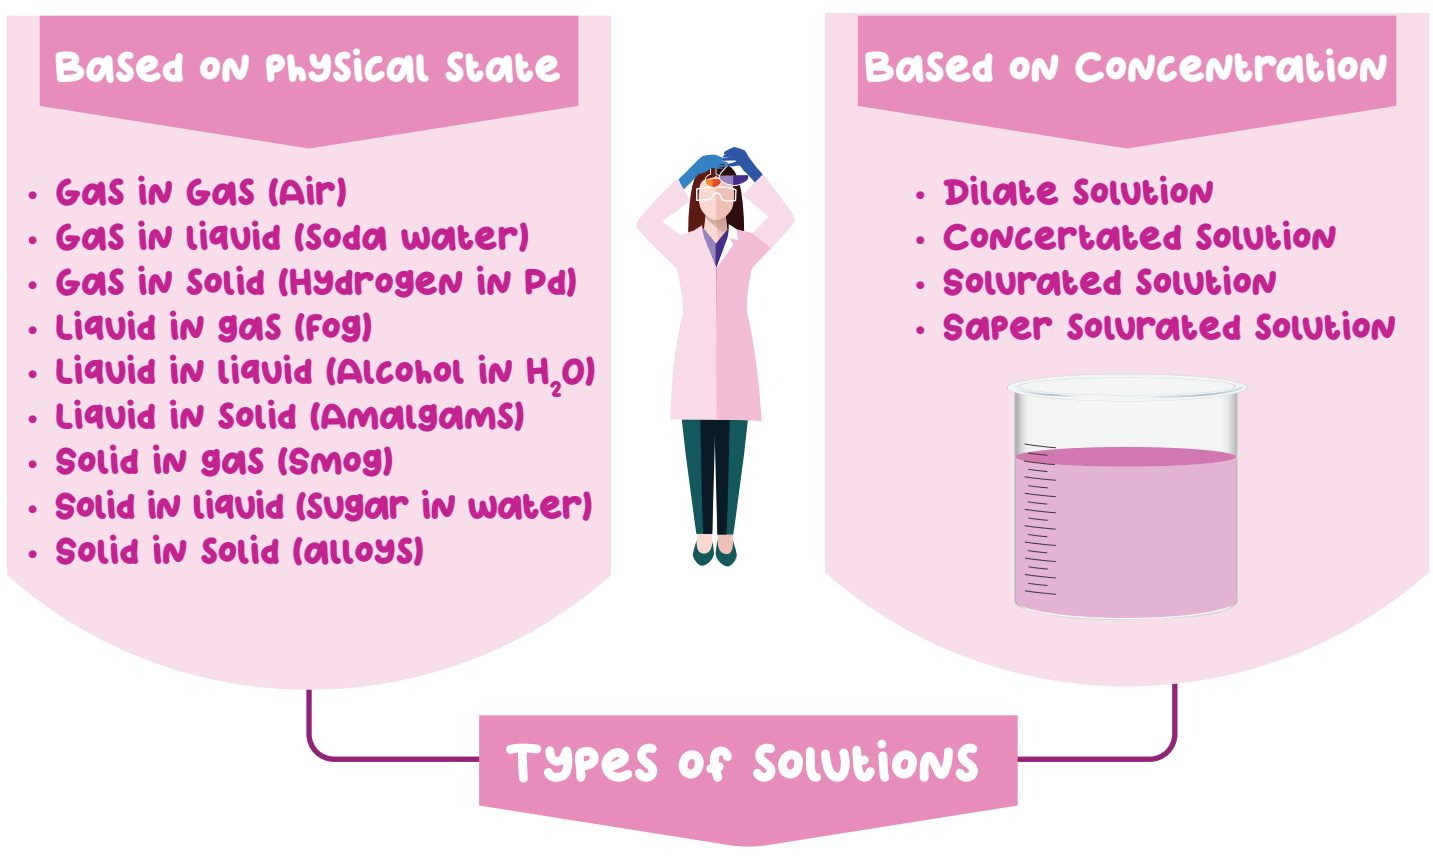 Based on Physical State
• Gas in Gas (Air)
• Gas in liquid (Soda water)
• Gas in Solid (Hydrogen in Pd)
• Liquid in gas (Fog)
• Liquid in liquid (Alcohol in H₂O)
• Liquid in Solid (Amalgams)
• Solid in gas (Smog)
• Solid in liquid (Sugar in water)
• Solid in Solid (alloys)
Based on Concentration
• Dilate Solution
• Concertated Solution
• Solurated Solution
• Saper Solurated Solution
Types of Solutions